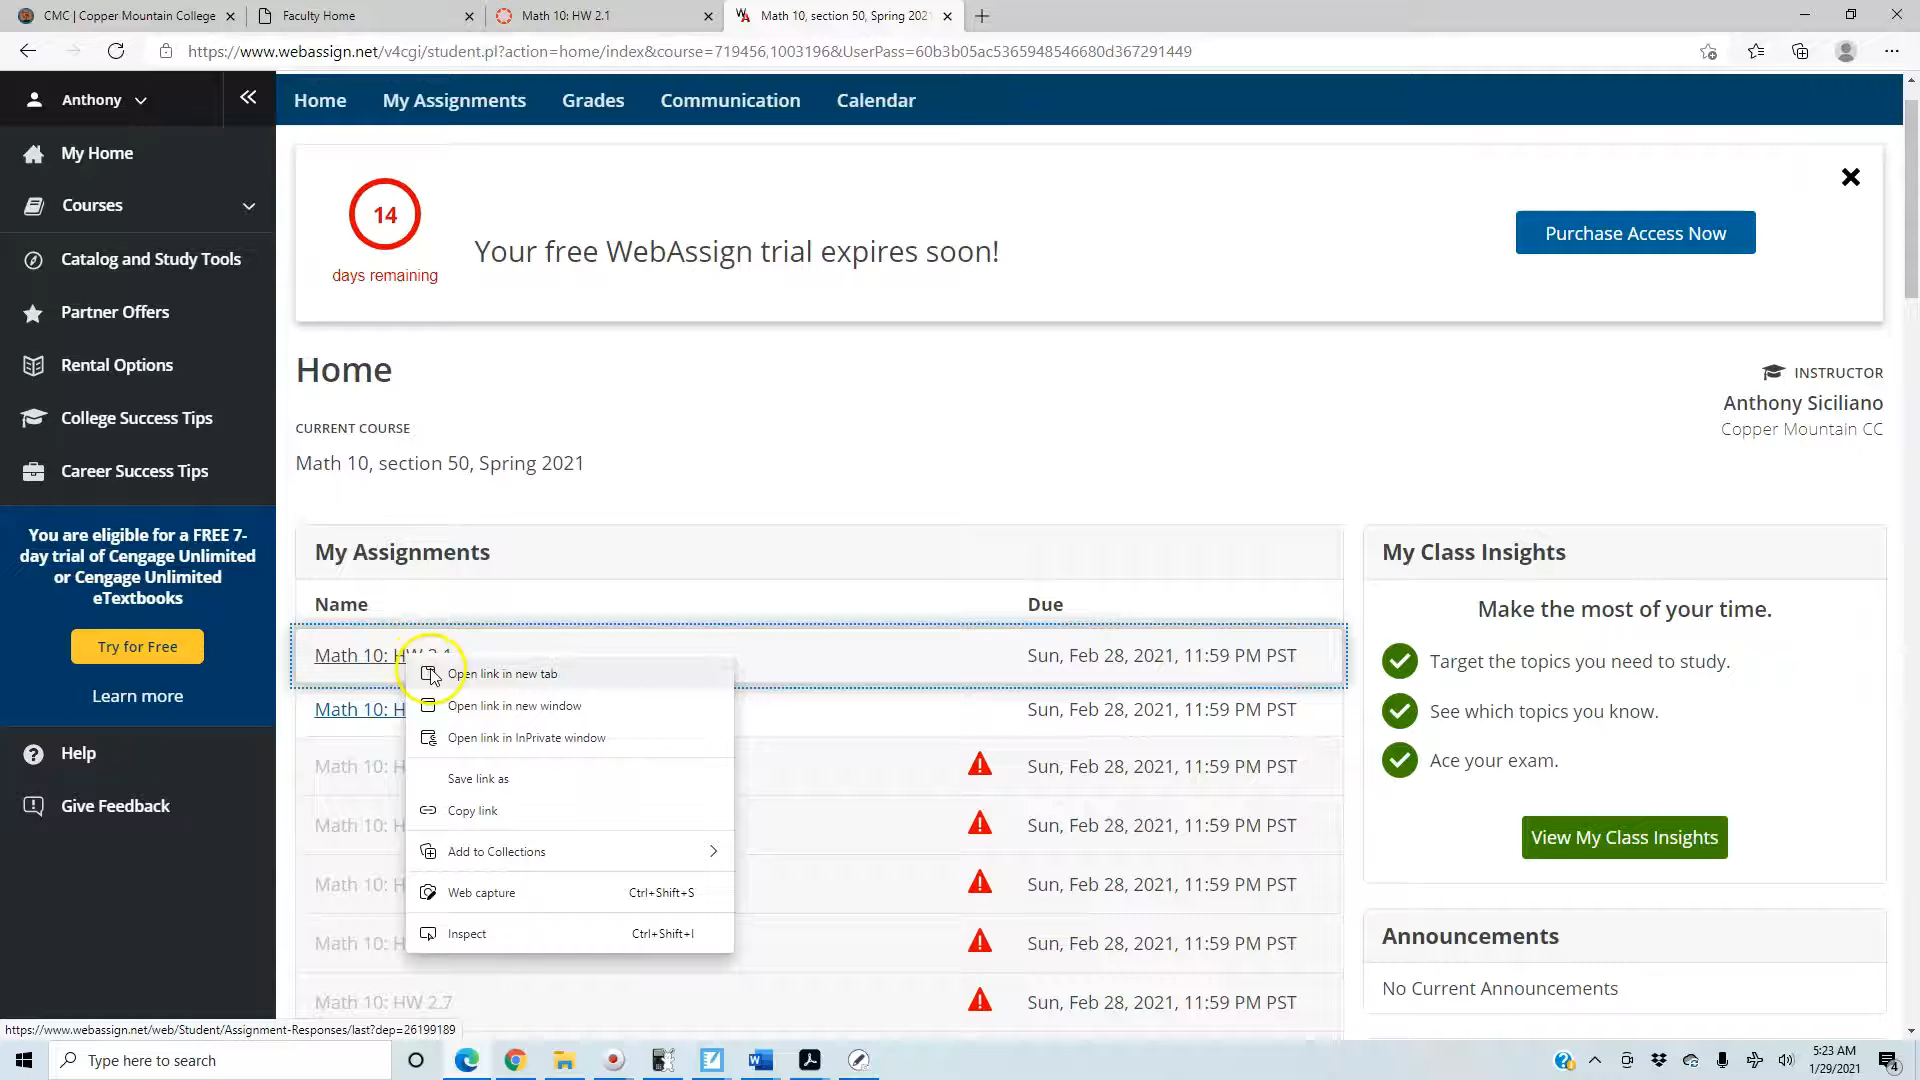 CMC | Copper Mountain College
Faculty Home
Math 10: HW 2.1
Math 10, section 50, Spring 2021
https://www.webassign.net/v4cgi/student.pl?action=home/index&course=719456,1003196&UserPass=60b3b05ac5365948546680d367291449
Anthony
Home
My Assignments
Grades
Communication
Calendar
My Home
Courses
Catalog and Study Tools
Partner Offers
Rental Options
College Success Tips
Career Success Tips
You are eligible for a FREE 7-
day trial of Cengage Unlimited
or Cengage Unlimited
eTextbooks
Try for Free
Learn more
Help
Give Feedback
14
days remaining
Your free WebAssign trial expires soon!
Purchase Access Now
Home
INSTRUCTOR
Anthony Siciliano
Copper Mountain CC
CURRENT COURSE
Math 10, section 50, Spring 2021
My Assignments
Name
Due
Math 10: HW 2.1
Sun, Feb 28, 2021, 11:59 PM PST
Math 10: H
Sun, Feb 28, 2021, 11:59 PM PST
Math 10: H
Sun, Feb 28, 2021, 11:59 PM PST
Math 10: H
Sun, Feb 28, 2021, 11:59 PM PST
Math 10: H
Sun, Feb 28, 2021, 11:59 PM PST
Math 10: H
Sun, Feb 28, 2021, 11:59 PM PST
Math 10: HW 2.7
Sun, Feb 28, 2021, 11:59 PM PST
Open link in new tab
Open link in new window
Open link in InPrivate window
Save link as
Copy link
Add to Collections
Web capture Ctrl+Shift+S
Inspect Ctrl+Shift+I
My Class Insights
Make the most of your time.
Target the topics you need to study.
See which topics you know.
Ace your exam.
View My Class Insights
Announcements
No Current Announcements
https://www.webassign.net/web/Student/Assignment-Responses/last?dep=26199189
Type here to search
5:23 AM
1/29/2021
4